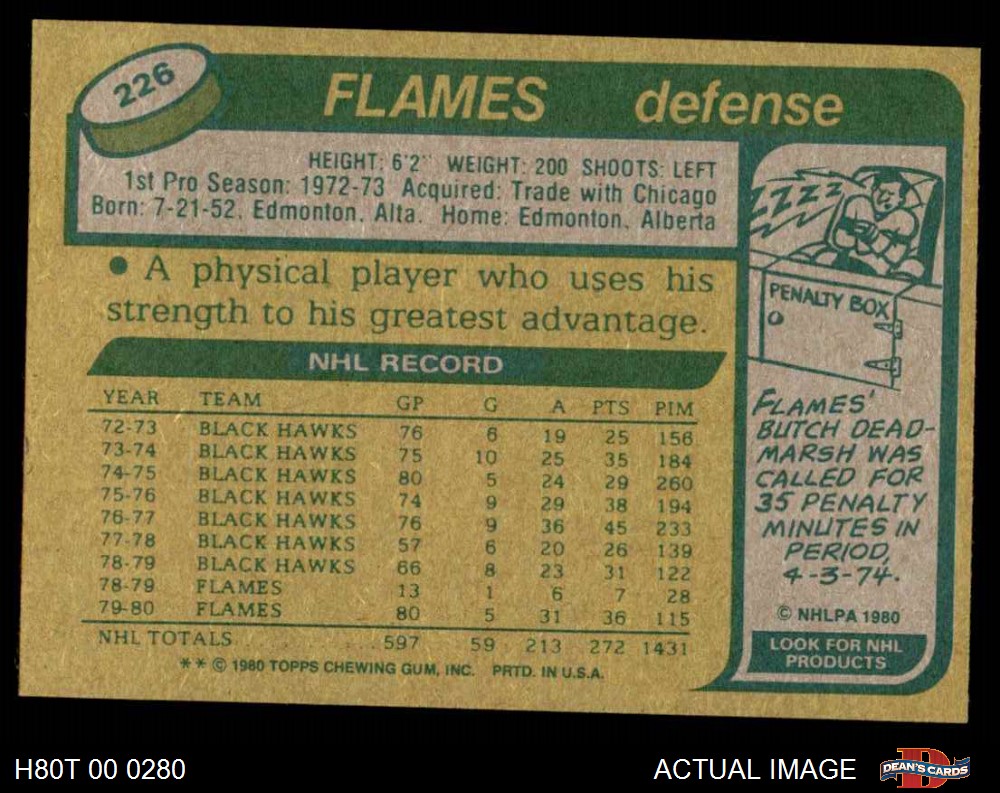 226
FLAMES defense
HEIGHT: 6'2" WEIGHT: 200 SHOOTS: LEFT
1st Pro Season: 1972-73 Acquired: Trade with Chicago
Born: 7-21-52, Edmonton, Alta. Home: Edmonton, Alberta
• A physical player who uses his
strength to his greatest advantage.
NHL RECORD
YEAR TEAM GP G A PTS PIM
72-73 BLACK HAWKS 76 6 19 25 156
73-74 BLACK HAWKS 75 10 25 35 184
74-75 BLACK HAWKS 80 5 24 29 260
75-76 BLACK HAWKS 74 9 29 38 194
76-77 BLACK HAWKS 76 9 36 45 233
77-78 BLACK HAWKS 57 6 20 26 139
78-79 BLACK HAWKS 66 8 23 31 122
78-79 FLAMES 13 1 6 7 28
79-80 FLAMES 80 5 31 36 115
NHL TOTALS 597 59 213 272 1431
** © 1980 TOPPS CHEWING GUM, INC. PRTD. IN U.S.A.
ZZZZ
PENALTY BOX
FLAMES'
BUTCH DEAD-
MARSH WAS
CALLED FOR
35 PENALTY
MINUTES IN
PERIOD,
4-3-74.
© NHLPA 1980
LOOK FOR NHL
PRODUCTS
H80T 00 0280
ACTUAL IMAGE
D
DEAN'S CARDS